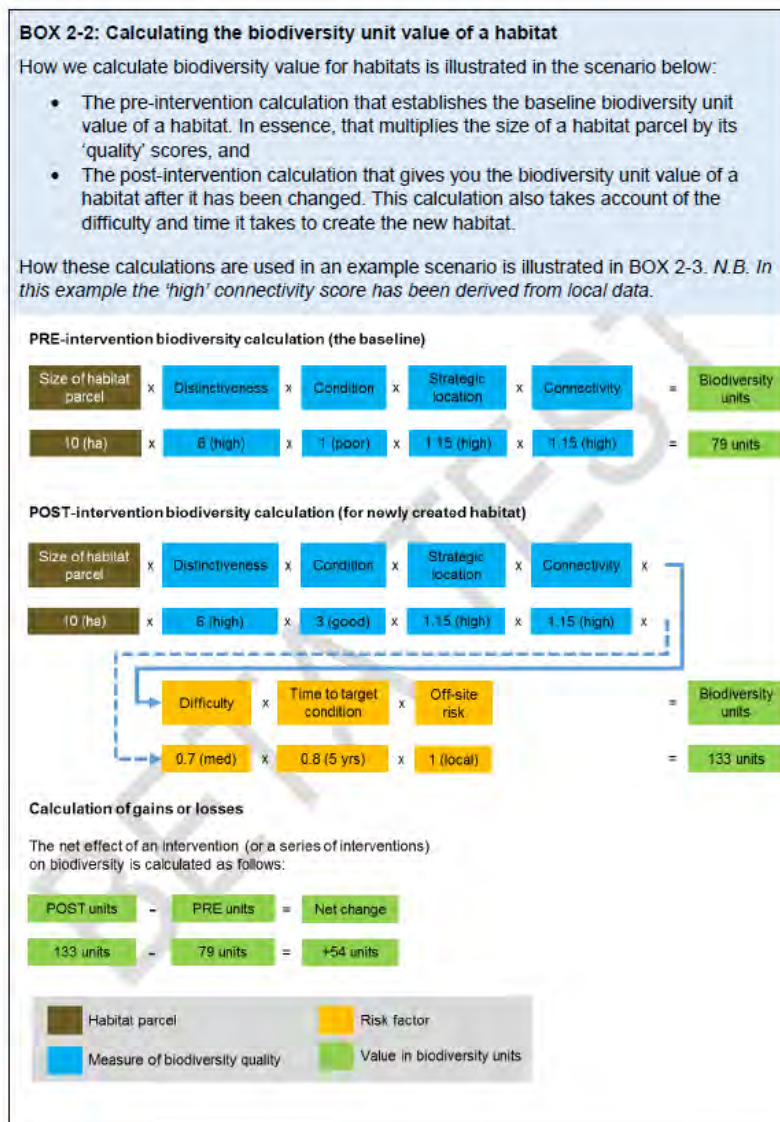 BOX 2-2: Calculating the biodiversity unit value of a habitat
How we calculate biodiversity value for habitats is illustrated in the scenario below:
• The pre-intervention calculation that establishes the baseline biodiversity unit
value of a habitat. In essence, that multiplies the size of a habitat parcel by its
‘quality’ scores, and
• The post-intervention calculation that gives you the biodiversity unit value of a
habitat after it has been changed. This calculation also takes account of the
difficulty and time it takes to create the new habitat.
How these calculations are used in an example scenario is illustrated in BOX 2-3. N.B. In
this example the ‘high’ connectivity score has been derived from local data.
PRE-intervention biodiversity calculation (the baseline)
Size of habitat parcel x Distinctiveness x Condition x Strategic location x Connectivity = Biodiversity units
10 (ha) x 6 (high) x 1 (poor) x 1.15 (high) x 1.15 (high) = 79 units
POST-intervention biodiversity calculation (for newly created habitat)
Size of habitat parcel x Distinctiveness x Condition x Strategic location x Connectivity x
10 (ha) x 6 (high) x 3 (good) x 1.15 (high) x 1.15 (high) x
Difficulty x Time to target condition x Off-site risk = Biodiversity units
0.7 (med) x 0.8 (5 yrs) x 1 (local) = 133 units
Calculation of gains or losses
The net effect of an intervention (or a series of interventions)
on biodiversity is calculated as follows:
POST units - PRE units = Net change
133 units - 79 units = +54 units
Habitat parcel
Risk factor
Measure of biodiversity quality
Value in biodiversity units
BETA TEST